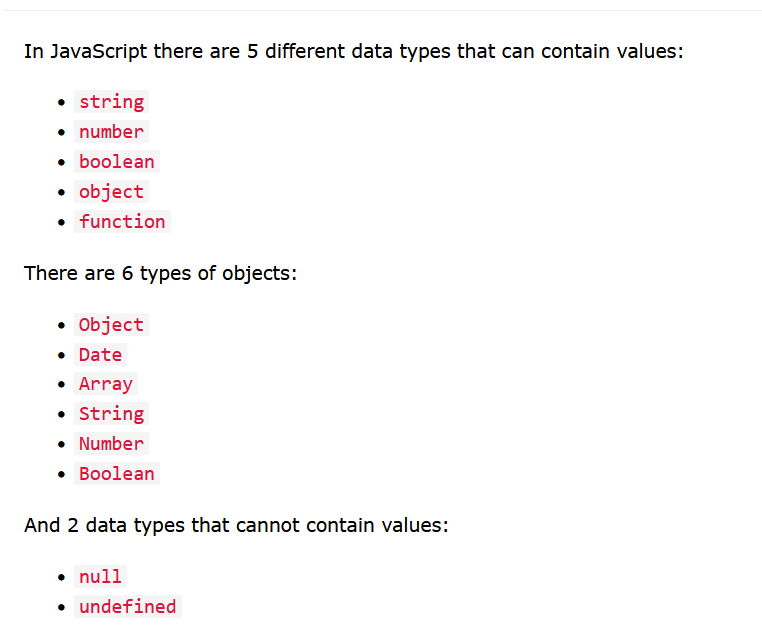 In JavaScript there are 5 different data types that can contain values:
string
number
boolean
object
function
There are 6 types of objects:
Object
Date
Array
String
Number
Boolean
And 2 data types that cannot contain values:
null
undefined